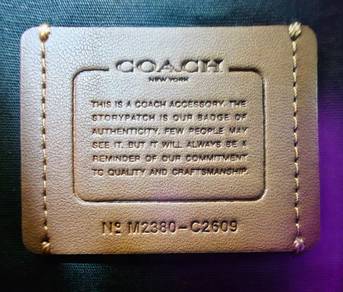 COACH
NEW YORK
THIS IS A COACH ACCESSORY. THE
STORYPATCH IS OUR BADGE OF
AUTHENTICITY. FEW PEOPLE MAY
SEE IT. BUT IT WILL ALWAYS BE A
REMINDER OF OUR COMMITMENT
TO QUALITY AND CRAFTSMANSHIP.
Nº M2380-C2609